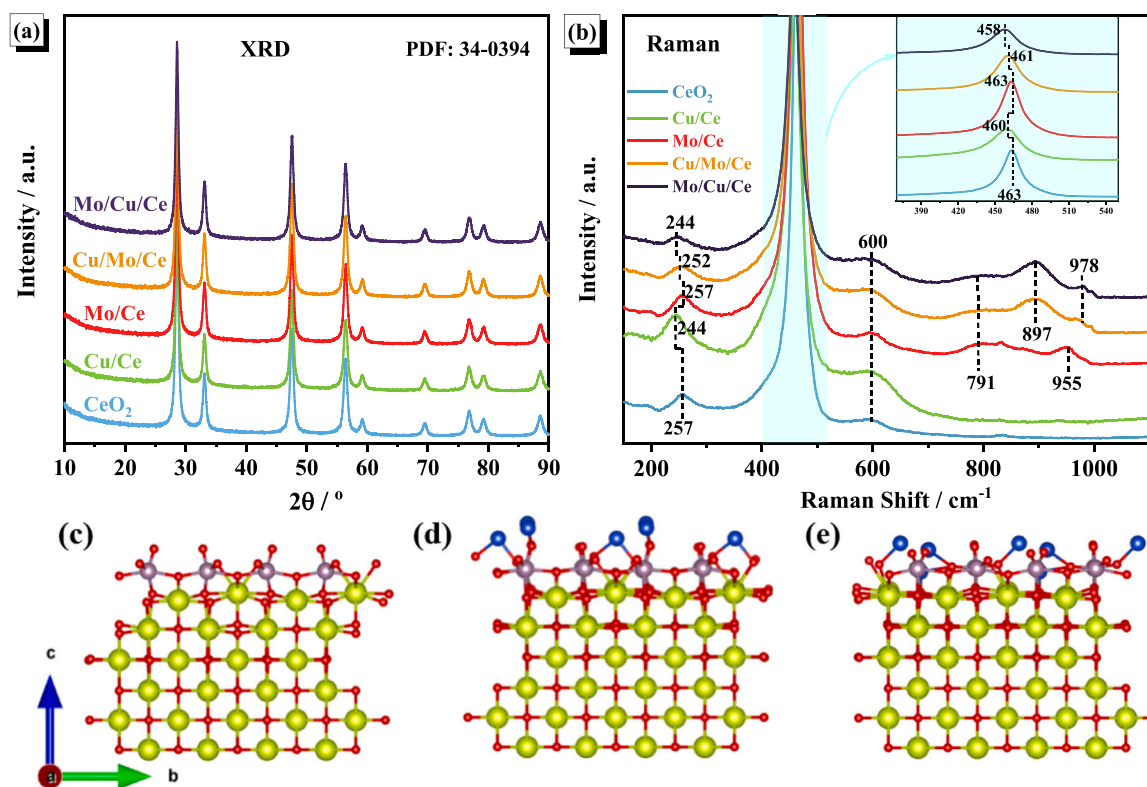 (a)
XRD
PDF: 34-0394
Mo/Cu/Ce
Cu/Mo/Ce
Mo/Ce
Cu/Ce
CeO₂
Intensity / a.u.
10 20 30 40 50 60 70 80 90
2θ / °
(b)
Raman
CeO₂
Cu/Ce
Mo/Ce
Cu/Mo/Ce
Mo/Cu/Ce
458
461
463
460
463
390 420 450 480 510 540
244
252
257
244
257
600
791
897
955
978
Intensity / a.u.
200 400 600 800 1000
Raman Shift / cm⁻¹
(c)
(d)
(e)
c
a
b